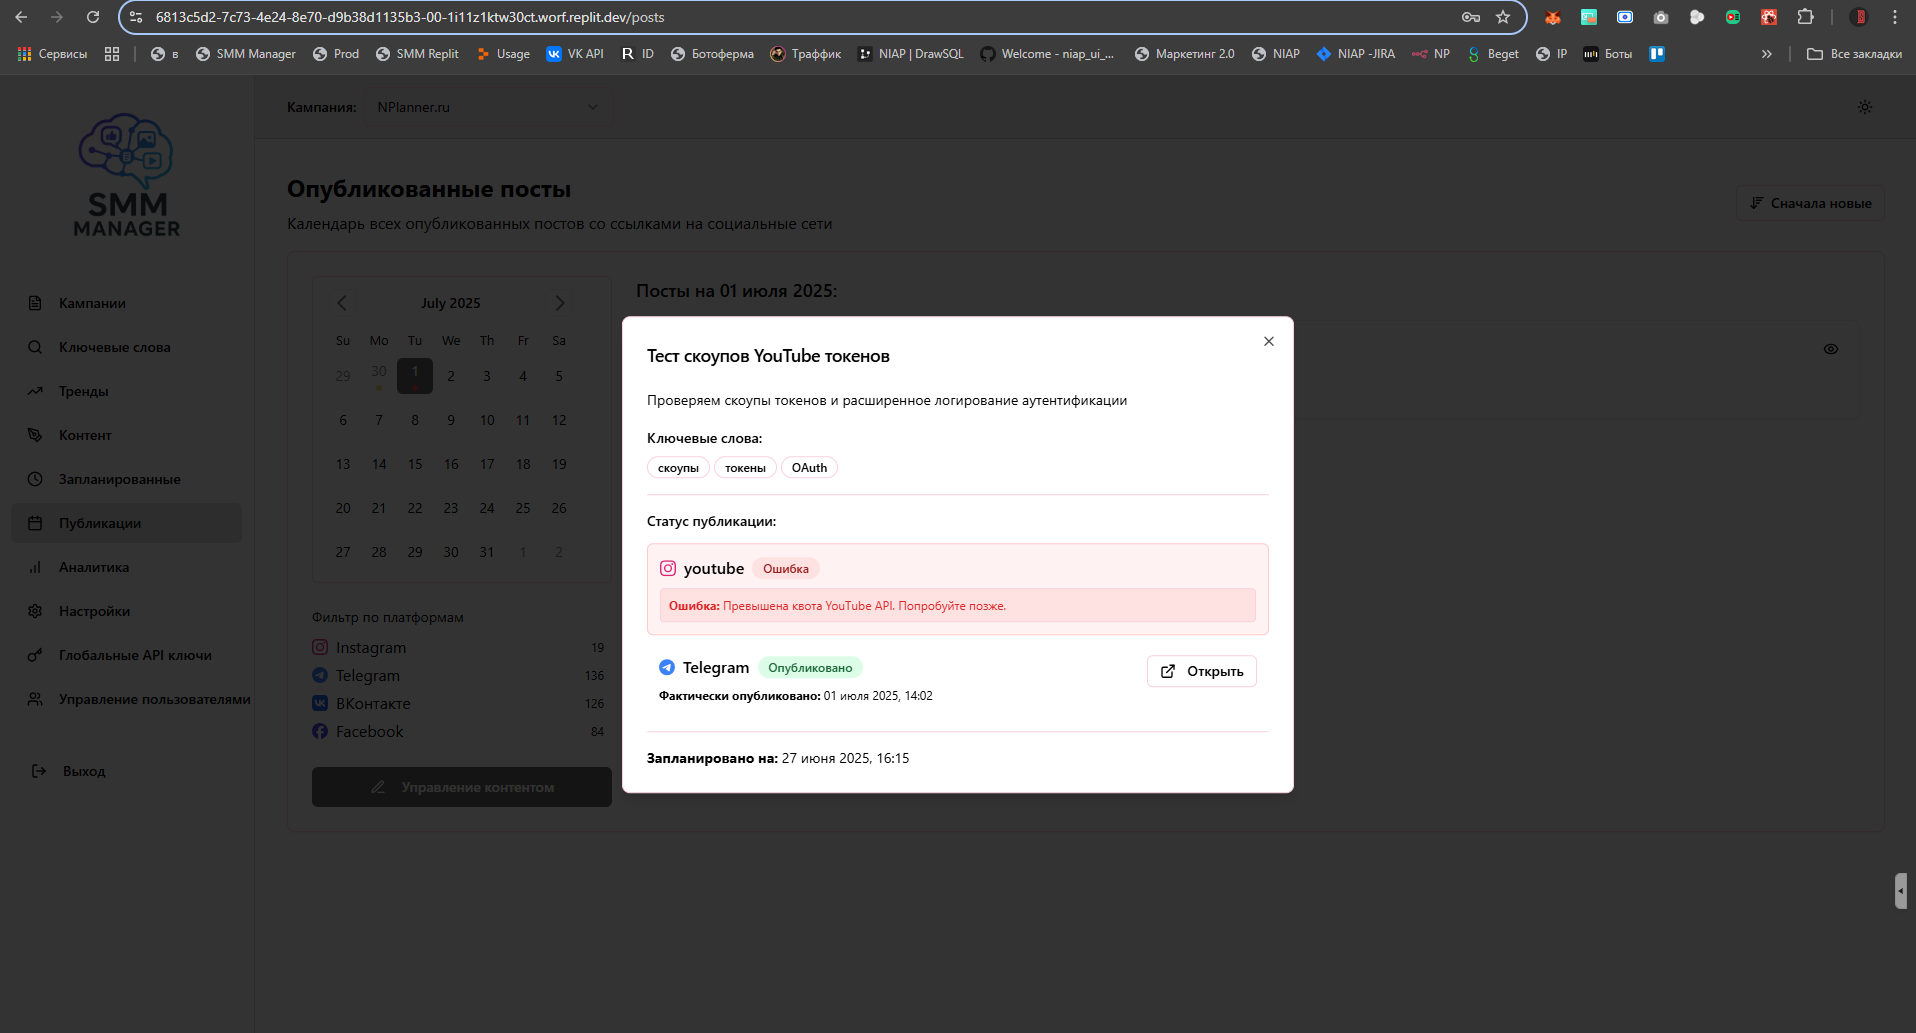 6813c5d2-7c73-4e24-8e70-d9b38d1135b3-00-1i11z1ktw30ct.worf.replit.dev/posts
Сервисы в SMM Manager Prod SMM Replit Usage VK API ID Ботоферма Траффик NIAP | DrawSQL Welcome - niap_ui_... Маркетинг 2.0 NIAP NIAP -JIRA NP Beget IP Боты » Все закладки
SMM
MANAGER
Кампании
Ключевые слова
Тренды
Контент
Запланированные
Публикации
Аналитика
Настройки
Глобальные API ключи
Управление пользователями
Выход
Кампания: NPlanner.ru
Опубликованные посты
Календарь всех опубликованных постов со ссылками на социальные сети
Сначала новые
July 2025
Su Mo Tu We Th Fr Sa
29 30 1 2 3 4 5
6 7 8 9 10 11 12
13 14 15 16 17 18 19
20 21 22 23 24 25 26
27 28 29 30 31 1 2
Фильтр по платформам
Instagram 19
Telegram 136
ВКонтакте 126
Facebook 84
Управление контентом
Посты на 01 июля 2025:
Тест скоупов YouTube токенов
Проверяем скоупы токенов и расширенное логирование аутентификации
Ключевые слова:
скоупы токены OAuth
Статус публикации:
youtube Ошибка
Ошибка: Превышена квота YouTube API. Попробуйте позже.
Telegram Опубликовано
Открыть
Фактически опубликовано: 01 июля 2025, 14:02
Запланировано на: 27 июня 2025, 16:15